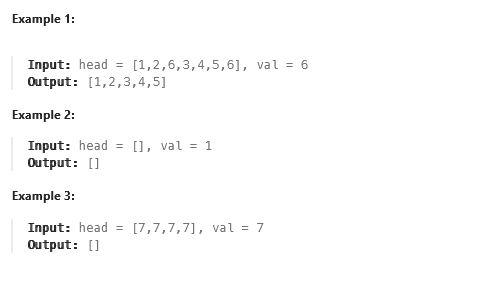 Example 1:
Input: head = [1,2,6,3,4,5,6], val = 6
Output: [1,2,3,4,5]
Example 2:
Input: head = [], val = 1
Output: []
Example 3:
Input: head = [7,7,7,7], val = 7
Output: []